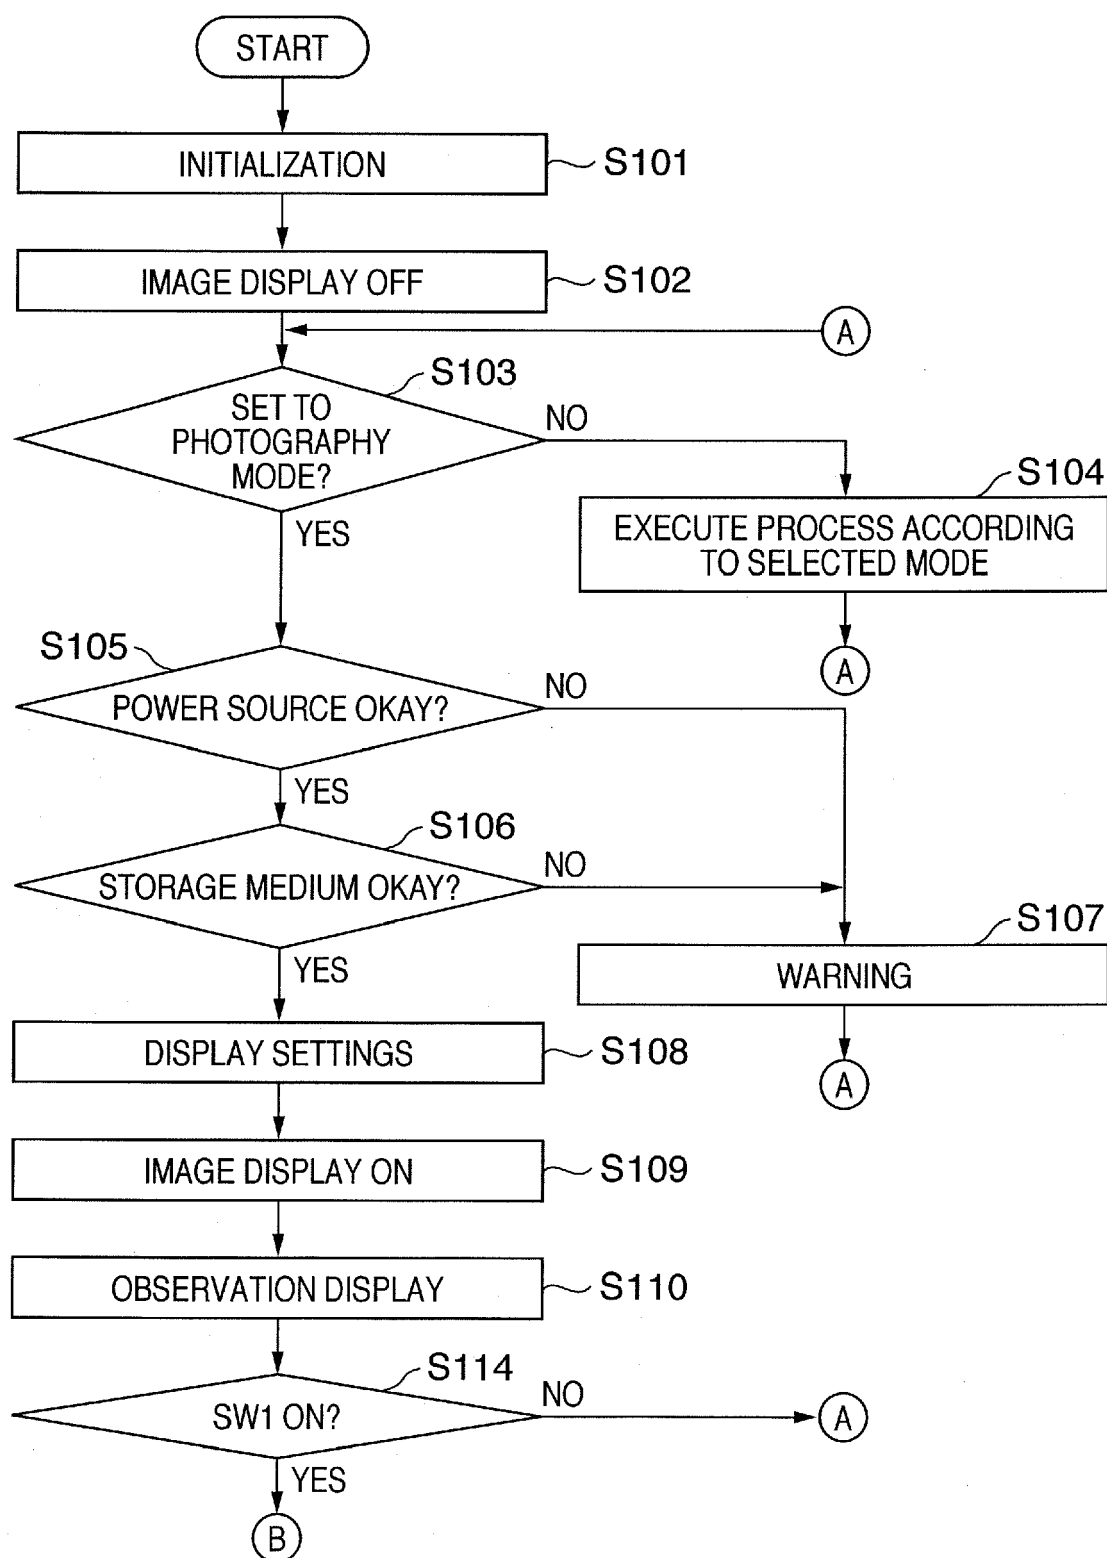 START
INITIALIZATION
S101
IMAGE DISPLAY OFF
S102
A
S103
SET TO
PHOTOGRAPHY
MODE?
NO
YES
S104
EXECUTE PROCESS ACCORDING
TO SELECTED MODE
A
S105
POWER SOURCE OKAY?
NO
YES
S106
STORAGE MEDIUM OKAY?
NO
YES
S107
WARNING
A
DISPLAY SETTINGS
S108
IMAGE DISPLAY ON
S109
OBSERVATION DISPLAY
S110
S114
SW1 ON?
NO
A
YES
B